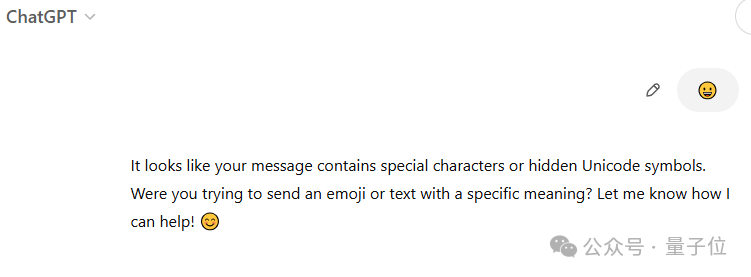 ChatGPT
😀
It looks like your message contains special characters or hidden Unicode symbols.
Were you trying to send an emoji or text with a specific meaning? Let me know how I
can help! 😊
公众号 · 量子位